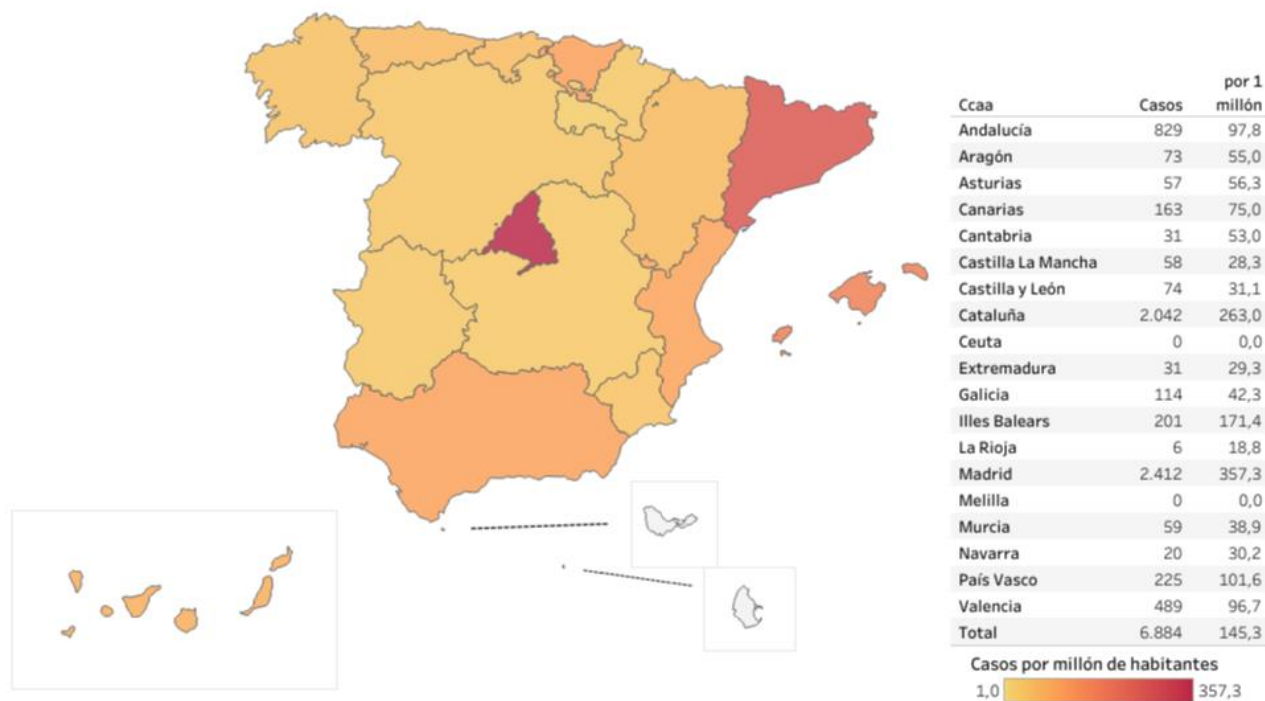 por 1
Ccaa Casos millón
Andalucía 829 97,8
Aragón 73 55,0
Asturias 57 56,3
Canarias 163 75,0
Cantabria 31 53,0
Castilla La Mancha 58 28,3
Castilla y León 74 31,1
Cataluña 2.042 263,0
Ceuta 0 0,0
Extremadura 31 29,3
Galicia 114 42,3
Illes Balears 201 171,4
La Rioja 6 18,8
Madrid 2.412 357,3
Melilla 0 0,0
Murcia 59 38,9
Navarra 20 30,2
País Vasco 225 101,6
Valencia 489 96,7
Total 6.884 145,3
Casos por millón de habitantes
1,0 357,3